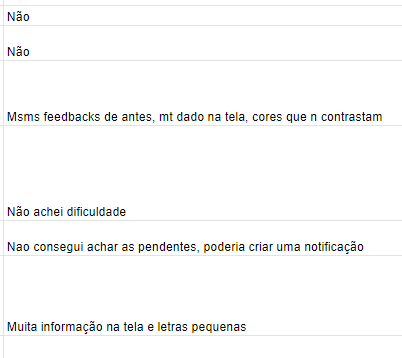 Não
Não
Msms feedbacks de antes, mt dado na tela, cores que n contrastam
Não achei dificuldade
Nao consegui achar as pendentes, poderia criar uma notificação
Muita informação na tela e letras pequenas